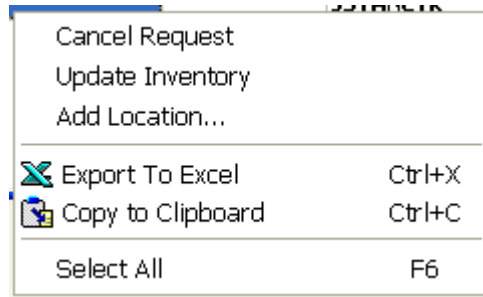 Cancel Request
Update Inventory
Add Location...
Export To Excel Ctrl+X
Copy to Clipboard Ctrl+C
Select All F6